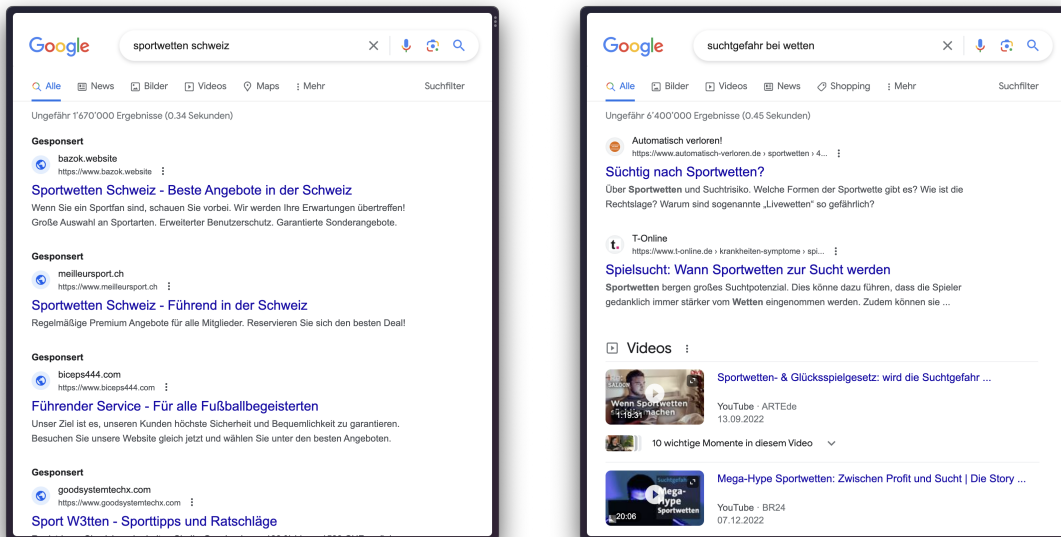 Google
sportwetten schweiz
Alle News Bilder Videos Maps Mehr Suchfilter
Ungefähr 1'670'000 Ergebnisse (0.34 Sekunden)
Gesponsert
bazok.website
https://www.bazok.website
Sportwetten Schweiz - Beste Angebote in der Schweiz
Wenn Sie ein Sportfan sind, schauen Sie vorbei. Wir werden Ihre Erwartungen übertreffen!
Große Auswahl an Sportarten. Erweiterter Benutzerschutz. Garantierte Sonderangebote.
Gesponsert
meilleursport.ch
https://www.meilleursport.ch
Sportwetten Schweiz - Führend in der Schweiz
Regelmäßige Premium Angebote für alle Mitglieder. Reservieren Sie sich den besten Deal!
Gesponsert
biceps444.com
https://www.biceps444.com
Führender Service - Für alle Fußballbegeisterten
Unser Ziel ist es, unseren Kunden höchste Sicherheit und Bequemlichkeit zu garantieren.
Besuchen Sie unsere Website gleich jetzt und wählen Sie unter den besten Angeboten.
Gesponsert
goodsystemtechx.com
https://www.goodsystemtechx.com
Sport W3tten - Sporttipps und Ratschläge
Google
suchtgefahr bei wetten
Alle Bilder Videos News Shopping Mehr Suchfilter
Ungefähr 6'400'000 Ergebnisse (0.45 Sekunden)
Automatisch verloren!
https://www.automatisch-verloren.de › sportwetten › 4...
Süchtig nach Sportwetten?
Über Sportwetten und Suchtrisiko. Welche Formen der Sportwette gibt es? Wie ist die
Rechtslage? Warum sind sogenannte „Livewetten" so gefährlich?
t.
T-Online
https://www.t-online.de › krankheiten-symptome › spi...
Spielsucht: Wann Sportwetten zur Sucht werden
Sportwetten bergen großes Suchtpotenzial. Dies könne dazu führen, dass die Spieler
gedanklich immer stärker vom Wetten eingenommen werden. Zudem können sie ...
Videos
Wenn Sportwetten
machen
1:19:31
Sportwetten- & Glücksspielgesetz: wird die Suchtgefahr ...
YouTube · ARTEde
13.09.2022
10 wichtige Momente in diesem Video
Suchtgefahr
Mega-
Hype
Sportwetten
20:06
Mega-Hype Sportwetten: Zwischen Profit und Sucht | Die Story ...
YouTube · BR24
07.12.2022